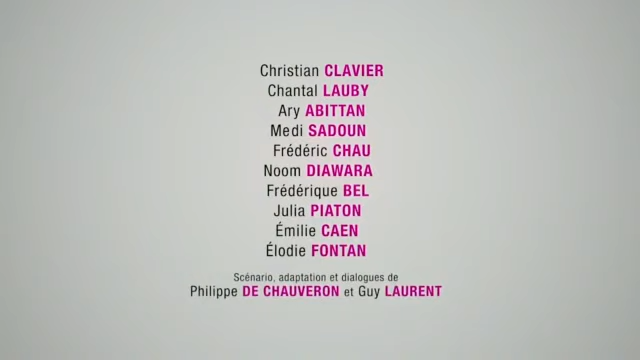 Christian CLAVIER
Chantal LAUBY
Ary ABITTAN
Medi SADOUN
Frédéric CHAU
Noom DIAWARA
Frédérique BEL
Julia PIATON
Émilie CAEN
Élodie FONTAN
Scénario, adaptation et dialogues de
Philippe DE CHAUVERON et Guy LAURENT